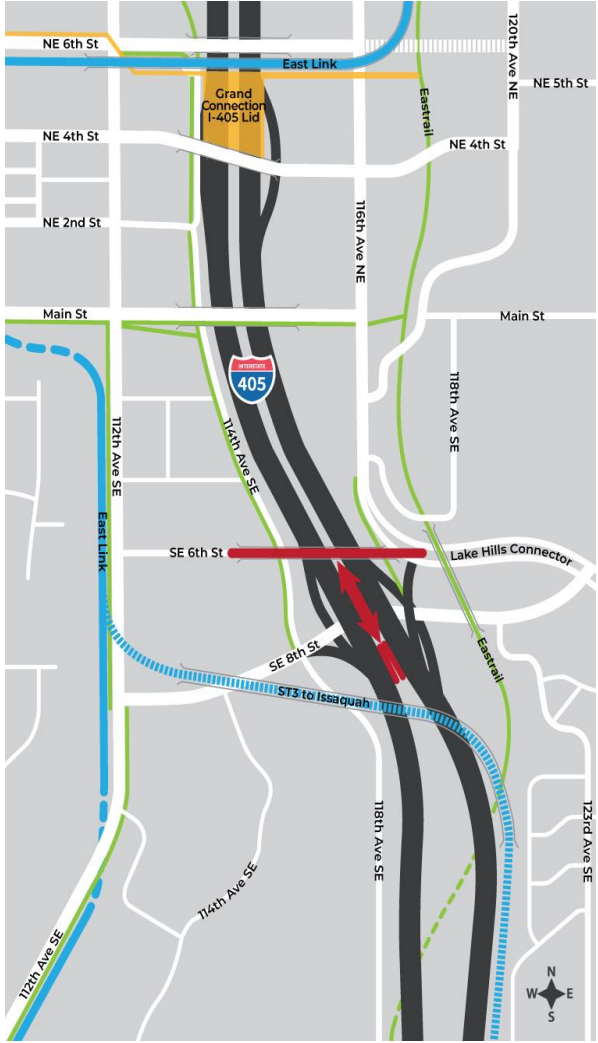 NE 6th St
East Link
120th Ave NE
NE 5th St
Grand
Connection
I-405 Lid
Eastrail
NE 4th St
NE 4th St
NE 2nd St
116th Ave NE
Main St
Main St
INTERSTATE
405
118th Ave SE
112th Ave SE
114th Ave SE
East Link
SE 6th St
Lake Hills Connector
SE 8th St
Eastrail
ST3 to Issaquah
118th Ave SE
123rd Ave SE
114th Ave SE
112th Ave SE
N
W
E
S